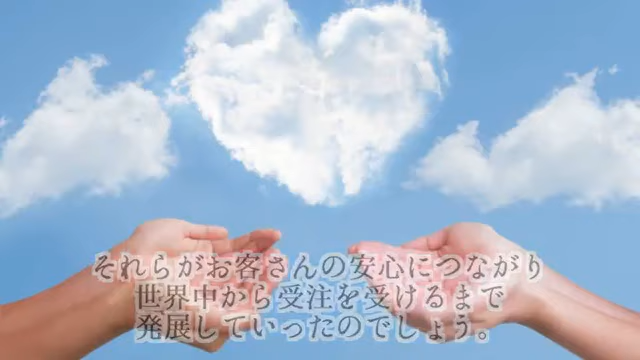 それらがお客さんの安心につながり
世界中から受注を受けるまで
発展していったのでしょう。